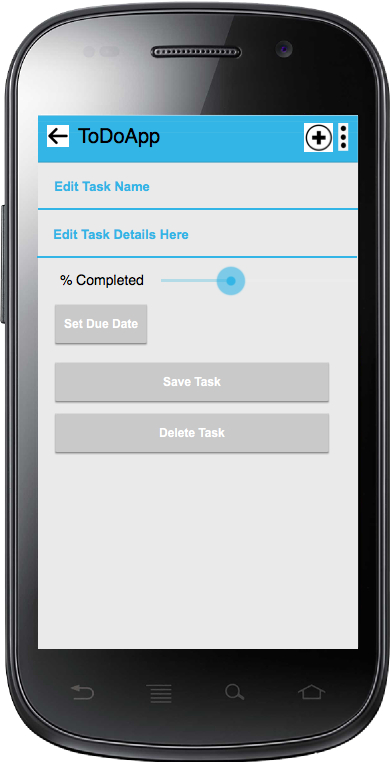 ToDoApp
Edit Task Name
Edit Task Details Here
% Completed
Set Due Date
Save Task
Delete Task